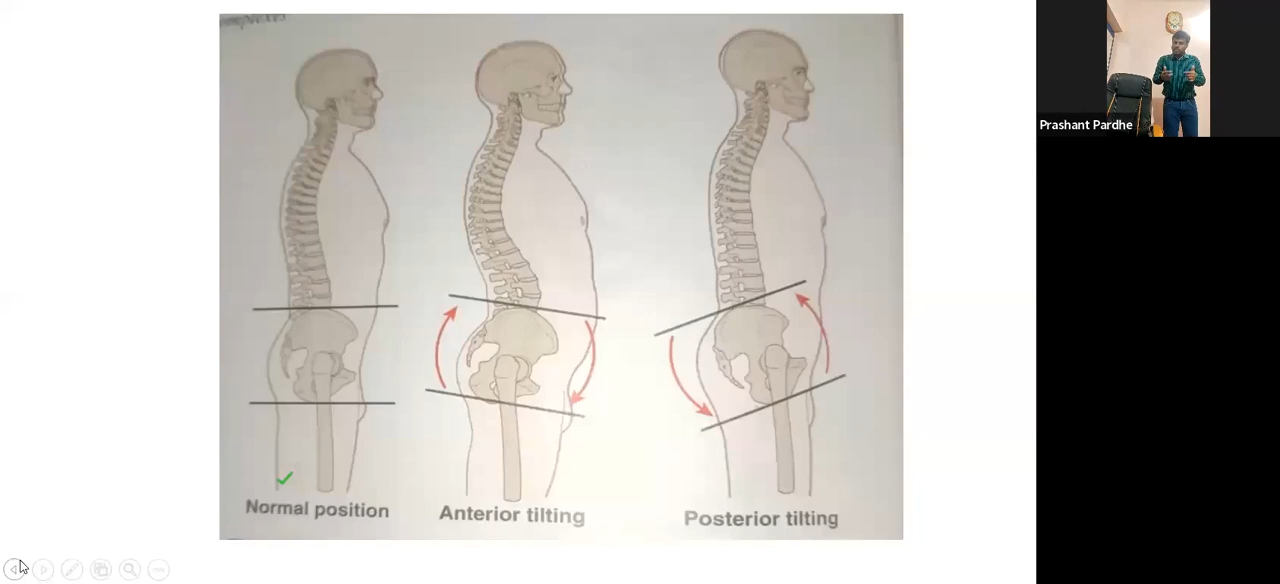 Prashant Pardhe
Normal position
Anterior tilting
Posterior tilting